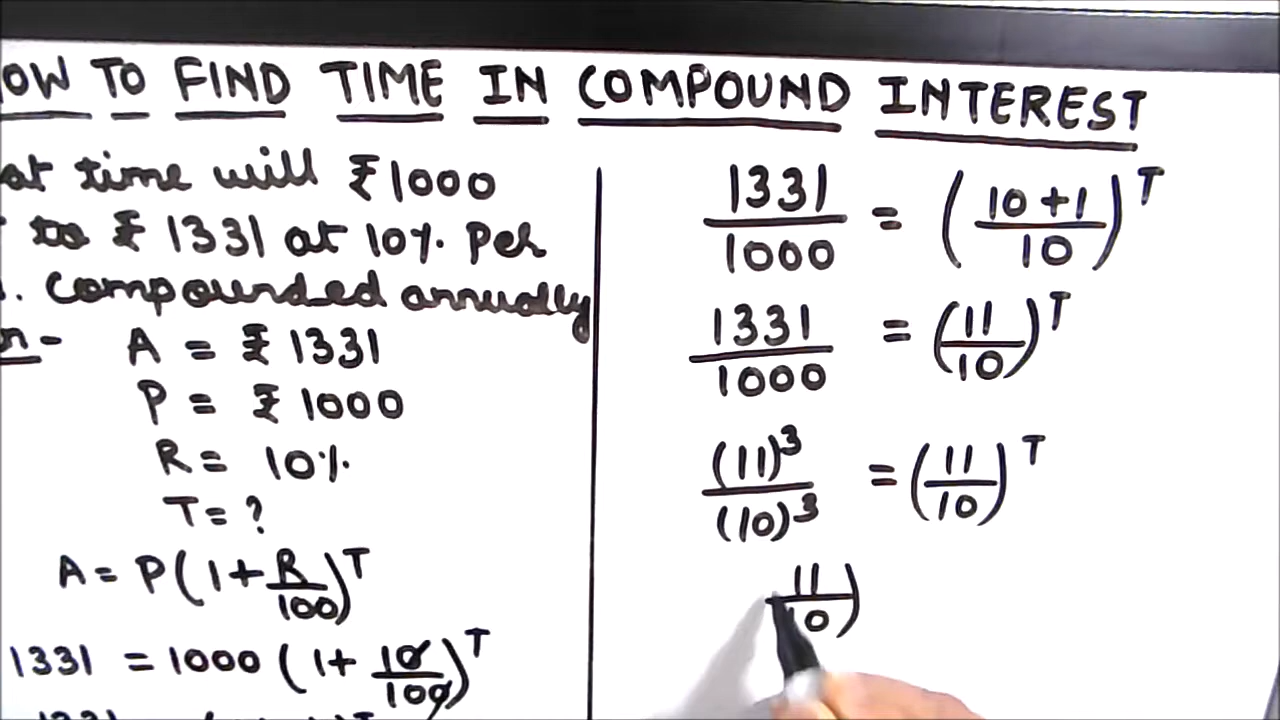 OW TO FIND TIME IN COMPOUND INTEREST
at time will ₹1000
to ₹ 1331 at 10%. Per
. Compounded annually
n-
A = ₹ 1331
P = ₹ 1000
R = 10%.
T = ?
A = P(1+R/100)^T
1331 = 1000 (1+ 10/100)^T
1331/1000 = (10+1/10)^T
1331/1000 = (11/10)^T
(11)^3/(10)^3 = (11/10)^T
11/10)